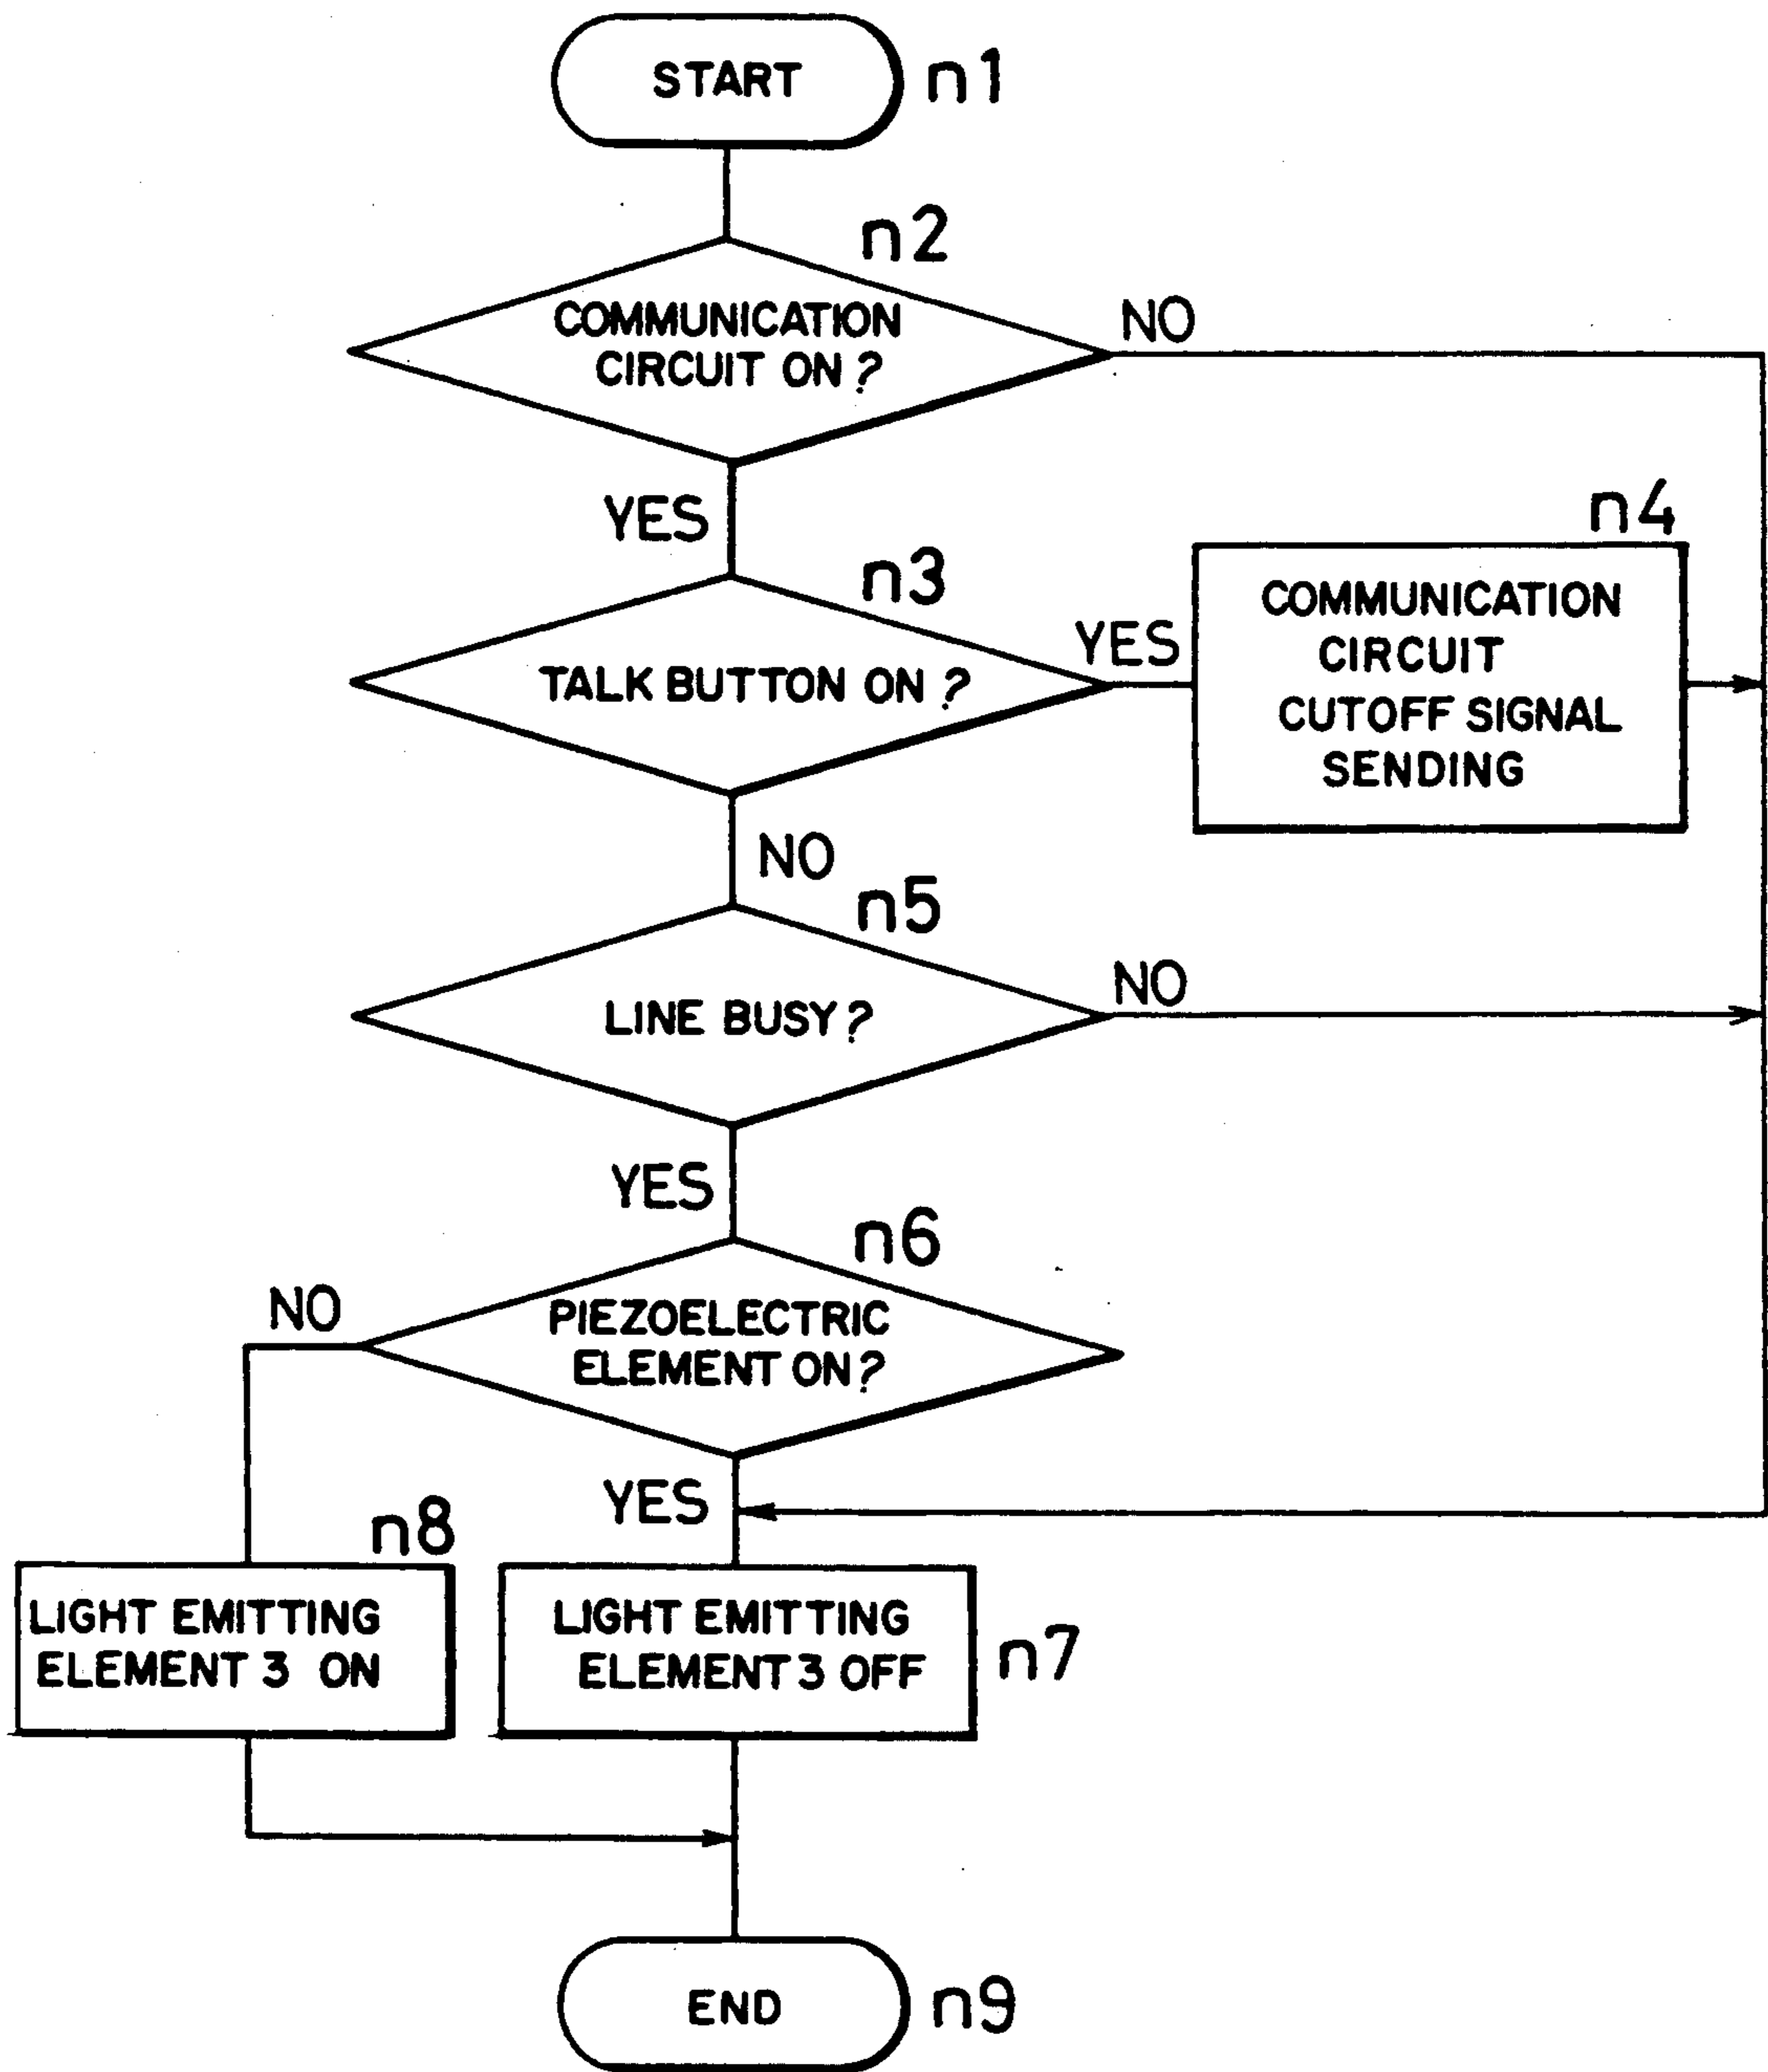 START
n1
n2
COMMUNICATION
CIRCUIT ON ?
NO
YES
n3
TALK BUTTON ON ?
YES
n4
COMMUNICATION
CIRCUIT
CUTOFF SIGNAL
SENDING
NO
n5
LINE BUSY ?
NO
YES
n6
PIEZOELECTRIC
ELEMENT ON ?
NO
YES
n8
LIGHT EMITTING
ELEMENT 3 ON
LIGHT EMITTING
ELEMENT 3 OFF
n7
END
n9